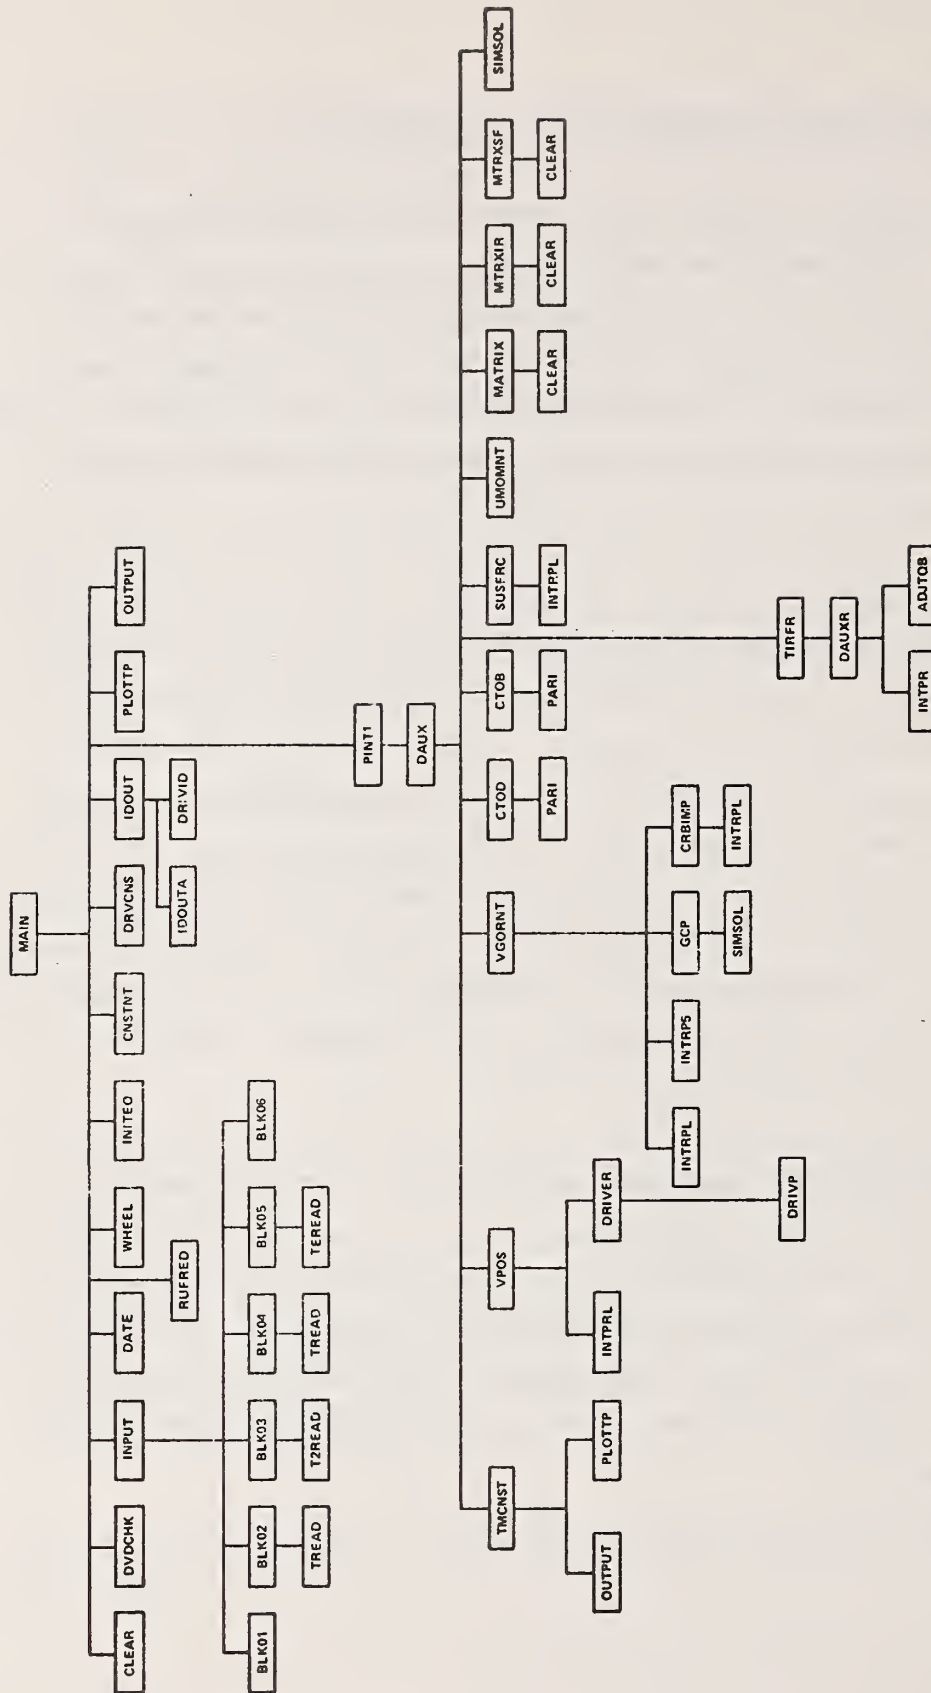 MAIN
CLEAR
DVDCHK
INPUT
DATE
RUFRED
WHEEL
INITEO
CNSTNT
DRVCNS
IDOUT
PLOTTP
OUTPUT
IDOUTA
DRIVID
BLK01
BLK02
BLK03
BLK04
BLK05
BLK06
TREAD
T2READ
TREAD
TEREAD
PINT1
DAUX
TMCNST
VPOS
VGORNT
CTOD
CTOB
SUSFRC
UMOMNT
MATRIX
MTRXIR
MTRXSF
SIMSOL
PARI
PARI
INTRPL
CLEAR
CLEAR
CLEAR
OUTPUT
PLOTTP
INTPRL
DRIVER
DRIVP
INTRPL
INTRP5
GCP
CRBIMP
SIMSOL
INTRPL
TIRFR
DAUXR
INTPR
ADJTQB